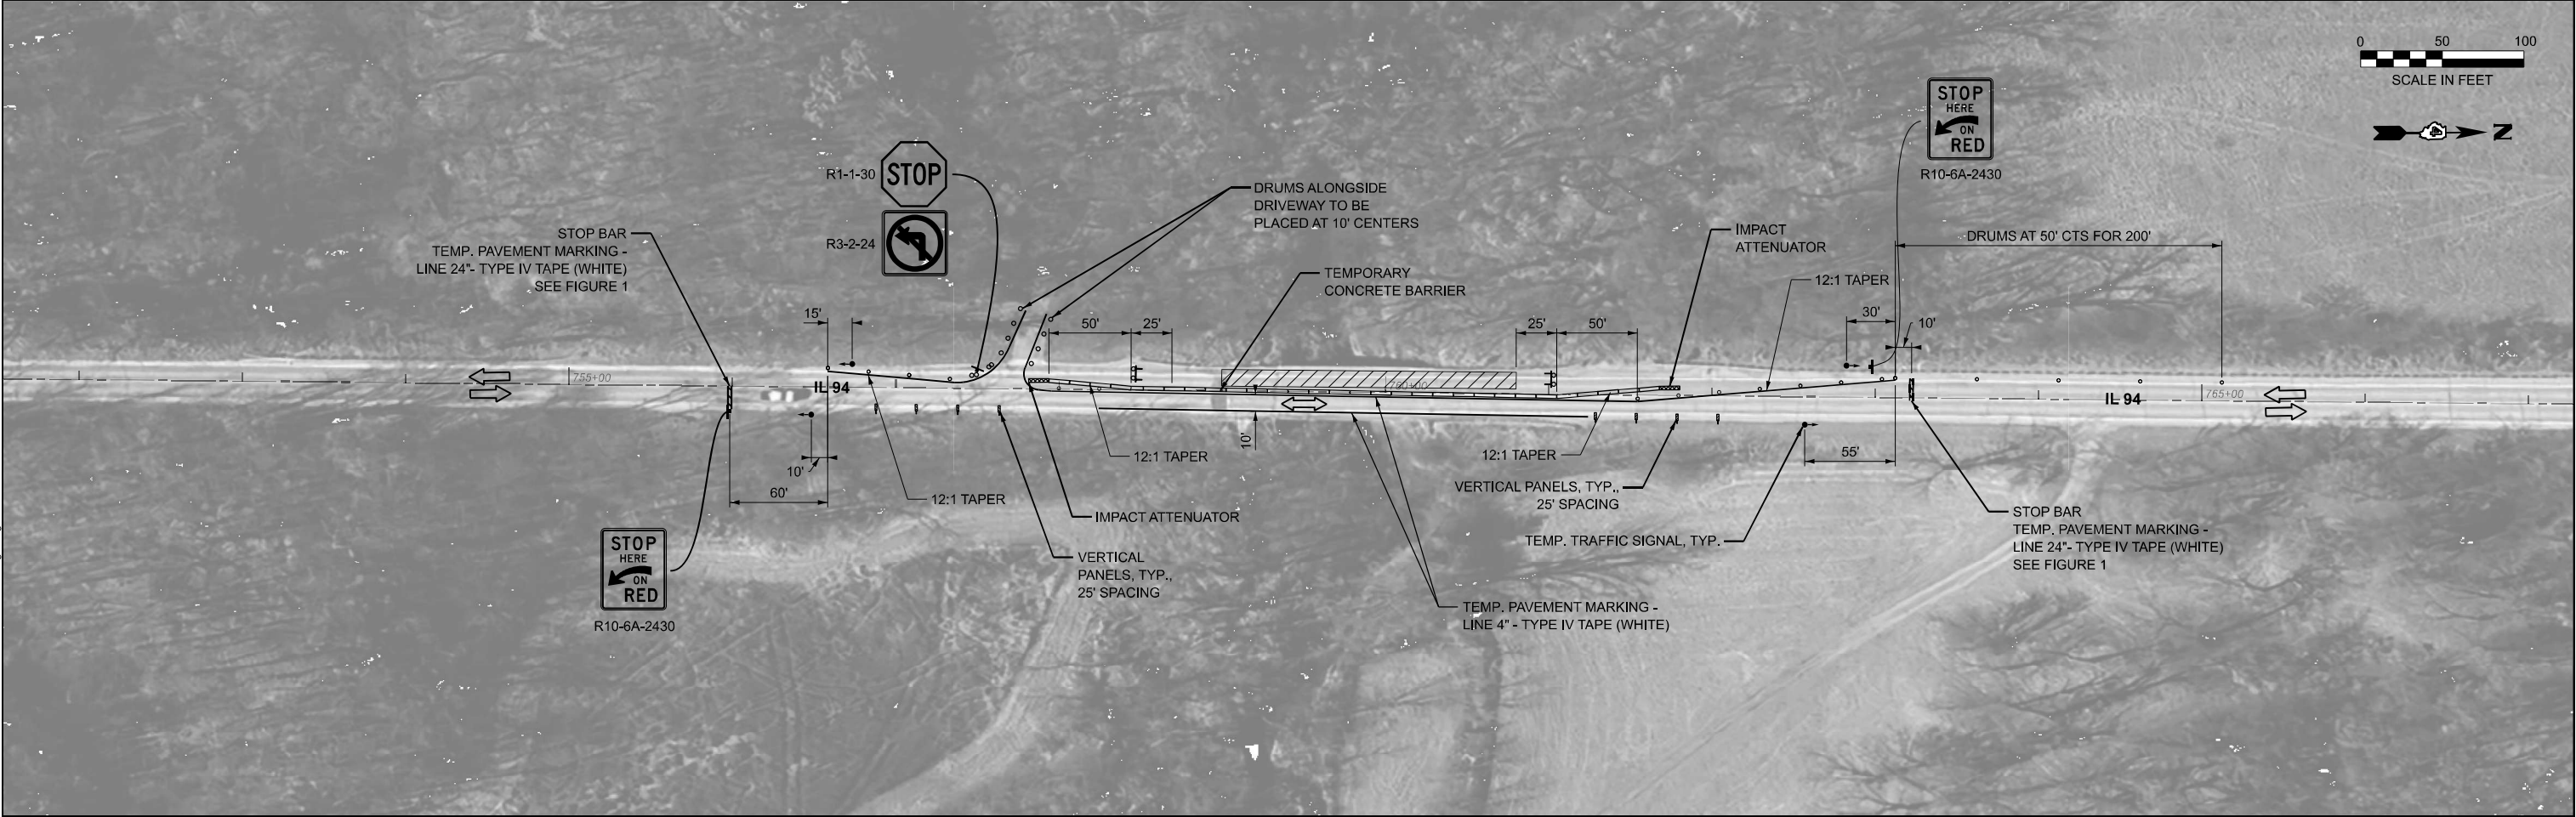 0 50 100
SCALE IN FEET
N
STOP
HERE
ON
RED
R10-6A-2430
R1-1-30
STOP
R3-2-24
DRUMS ALONGSIDE
DRIVEWAY TO BE
PLACED AT 10' CENTERS
STOP BAR
TEMP. PAVEMENT MARKING -
LINE 24"- TYPE IV TAPE (WHITE)
SEE FIGURE 1
IMPACT
ATTENUATOR
DRUMS AT 50' CTS FOR 200'
TEMPORARY
CONCRETE BARRIER
12:1 TAPER
15'
50'
25'
25'
50'
30'
10'
755+00
IL 94
760+00
IL 94
765+00
10'
12:1 TAPER
12:1 TAPER
55'
10'
60'
12:1 TAPER
VERTICAL PANELS, TYP.,
25' SPACING
IMPACT ATTENUATOR
STOP BAR
TEMP. PAVEMENT MARKING -
LINE 24"- TYPE IV TAPE (WHITE)
SEE FIGURE 1
TEMP. TRAFFIC SIGNAL, TYP.
STOP
HERE
ON
RED
R10-6A-2430
VERTICAL
PANELS, TYP.,
25' SPACING
TEMP. PAVEMENT MARKING -
LINE 4" - TYPE IV TAPE (WHITE)